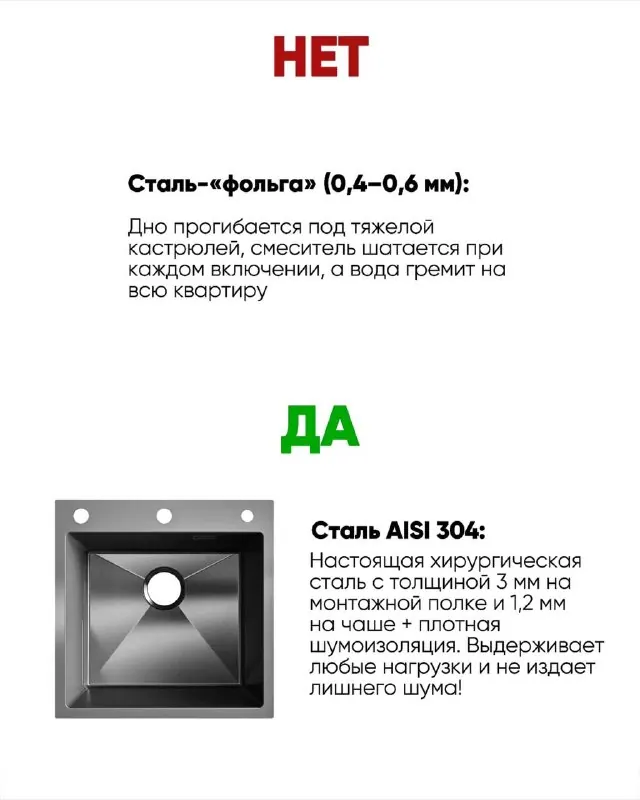 НЕТ
Сталь-«фольга» (0,4–0,6 мм):
Дно прогибается под тяжелой
кастрюлей, смеситель шатается при
каждом включении, а вода гремит на
всю квартиру
ДА
Сталь AISI 304:
Настоящая хирургическая
сталь с толщиной 3 мм на
монтажной полке и 1,2 мм
на чаше + плотная
шумоизоляция. Выдерживает
любые нагрузки и не издает
лишнего шума!